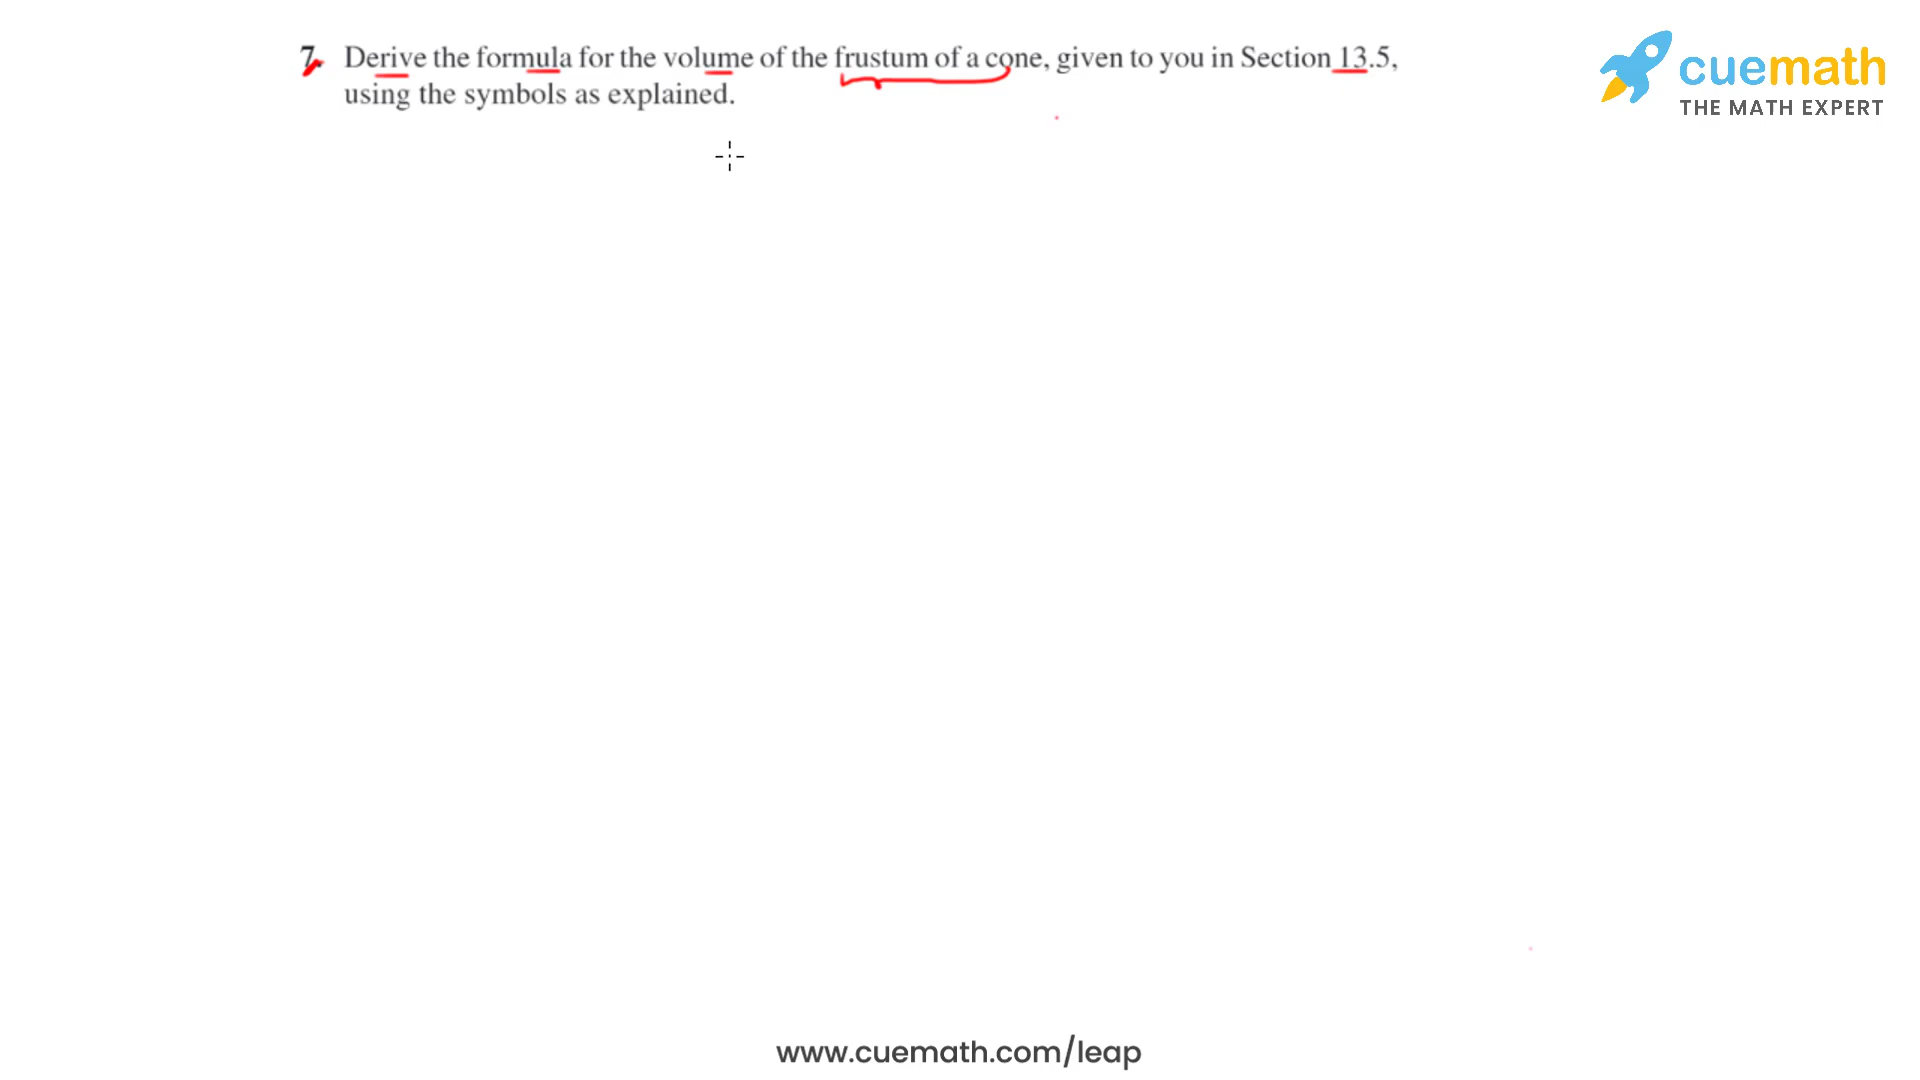 7. Derive the formula for the volume of the frustum of a cone, given to you in Section 13.5,
using the symbols as explained.
cuemath
THE MATH EXPERT
www.cuemath.com/leap